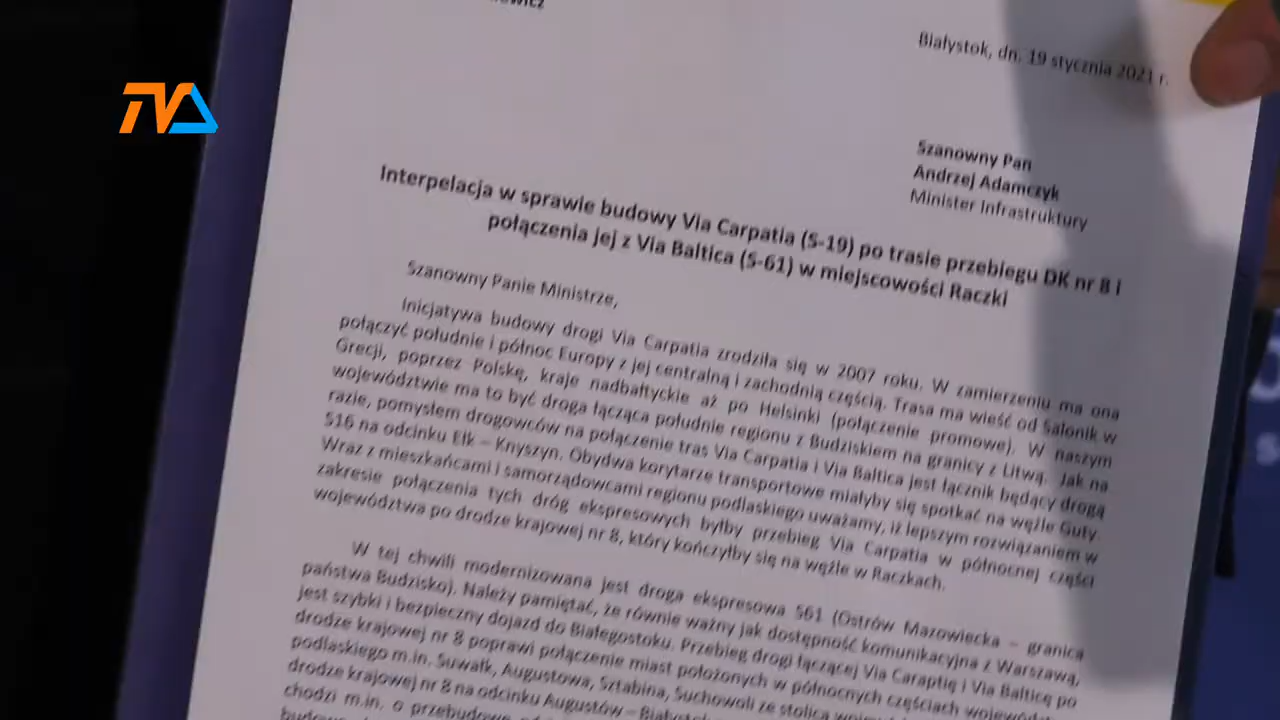 TVA
Białystok, dn. 19 stycznia 2021 r.
Szanowny Pan
Andrzej Adamczyk
Minister Infrastruktury
Interpelacja w sprawie budowy Via Carpatia (S-19) po trasie przebiegu DK nr 8 i
połączenia jej z Via Baltica (S-61) w miejscowości Raczki
Szanowny Panie Ministrze,
Inicjatywa budowy drogi Via Carpatia zrodziła się w 2007 roku. W zamierzeniu ma ona
połączyć południe i północ Europy z jej centralną i zachodnią częścią. Trasa ma wieść od Salonik w
Grecji, poprzez Polskę, kraje nadbałtyckie aż po Helsinki (połączenie promowe). W naszym
województwie ma to być droga łącząca południe regionu z Budziskiem na granicy z Litwą. Jak na
razie, pomysłem drogowców na połączenie tras Via Carpatia i Via Baltica jest łącznik będący drogą
S16 na odcinku Ełk – Knyszyn. Obydwa korytarze transportowe miałyby się spotkać na węźle Guty.
Wraz z mieszkańcami i samorządowcami regionu podlaskiego uważamy, iż lepszym rozwiązaniem w
zakresie połączenia tych dróg ekspresowych byłby przebieg Via Carpatia w północnej części
województwa po drodze krajowej nr 8, który kończyłby się na węźle w Raczkach.
W tej chwili modernizowana jest droga ekspresowa S61 (Ostrów Mazowiecka – granica
państwa Budzisko). Należy pamiętać, że równie ważny jak dostępność komunikacyjna z Warszawą,
jest szybki i bezpieczny dojazd do Białegostoku. Przebieg drogi łączącej Via Caraptię i Via Balticę po
drodze krajowej nr 8 poprawi połączenie miast położonych w północnych częściach
podlaskiego m.in. Suwałk, Augustowa, Sztabina, Suchowoli ze stolicą
drodze krajowej nr 8 na odcinku Augustów –
chodzi m.in. o przebudowę